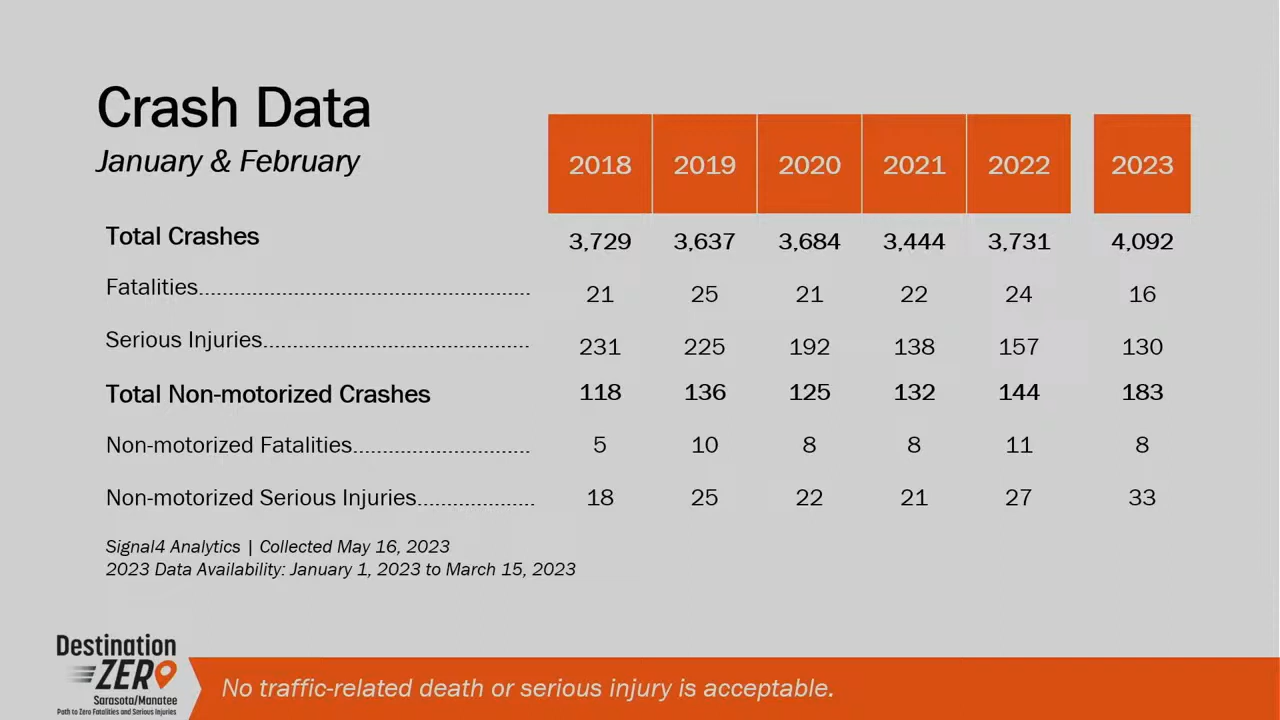 Crash Data
January & February
2018 2019 2020 2021 2022 2023
Total Crashes 3,729 3,637 3,684 3,444 3,731 4,092
Fatalities 21 25 21 22 24 16
Serious Injuries 231 225 192 138 157 130
Total Non-motorized Crashes 118 136 125 132 144 183
Non-motorized Fatalities 5 10 8 8 11 8
Non-motorized Serious Injuries 18 25 22 21 27 33
Signal4 Analytics | Collected May 16, 2023
2023 Data Availability: January 1, 2023 to March 15, 2023
Destination
ZERO
Sarasota/Manatee
Path to Zero Fatalities and Serious Injuries
No traffic-related death or serious injury is acceptable.